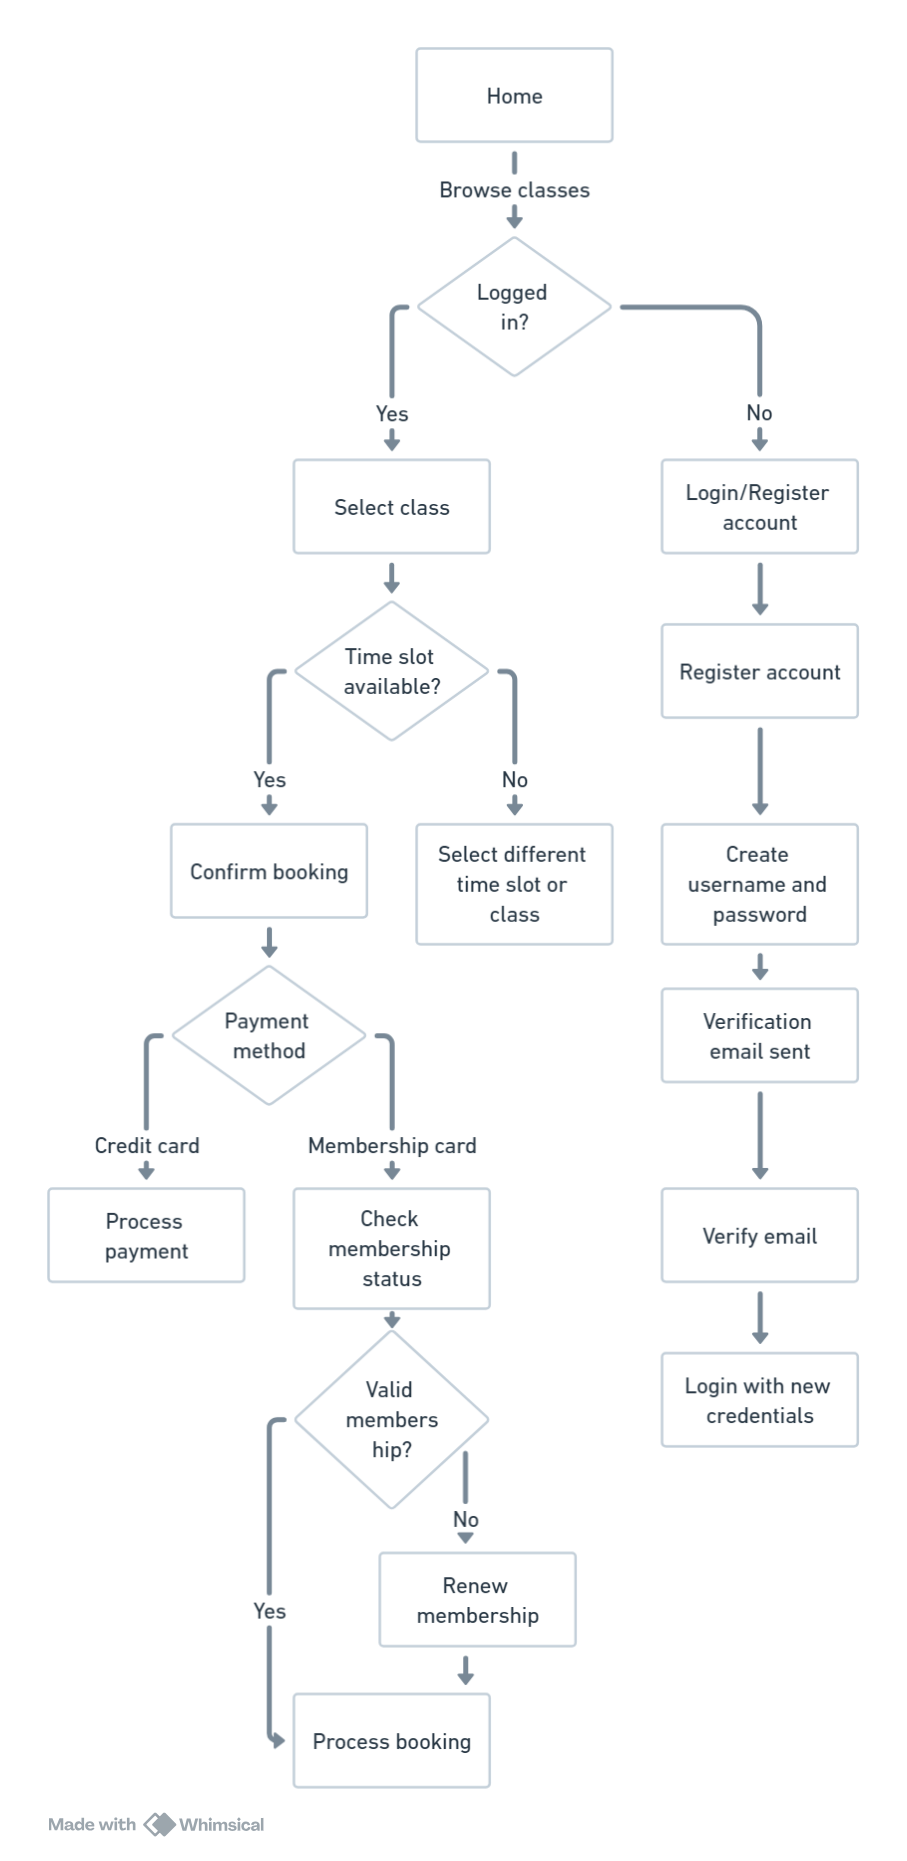 Home
Browse classes
Logged
in?
Yes
No
Select class
Login/Register
account
Time slot
available?
Register account
Yes
No
Confirm booking
Select different
time slot or
class
Create
username and
password
Payment
method
Verification
email sent
Credit card
Membership card
Process
payment
Check
membership
status
Verify email
Valid
members
hip?
Login with new
credentials
No
Renew
membership
Yes
Process booking
Made with Whimsical